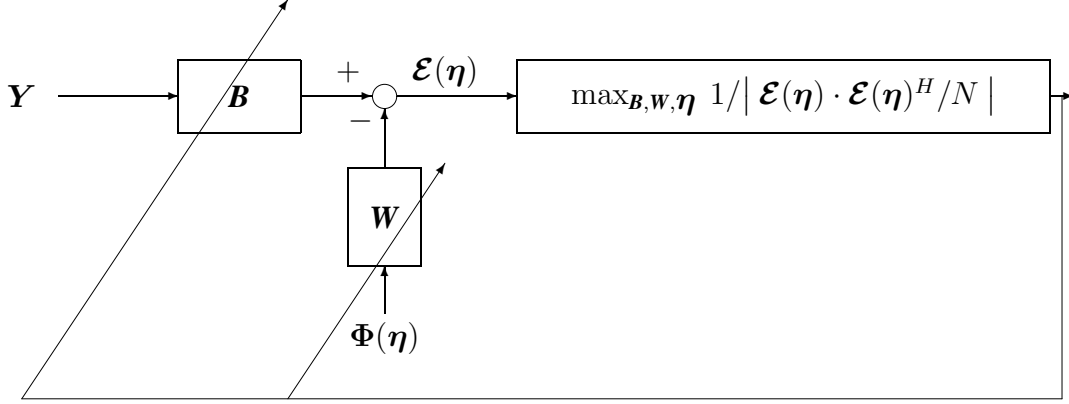 Y
B
+
−
ℰ(η)
max_{B,W,η} 1/| ℰ(η) · ℰ(η)^H/N |
W
Φ(η)